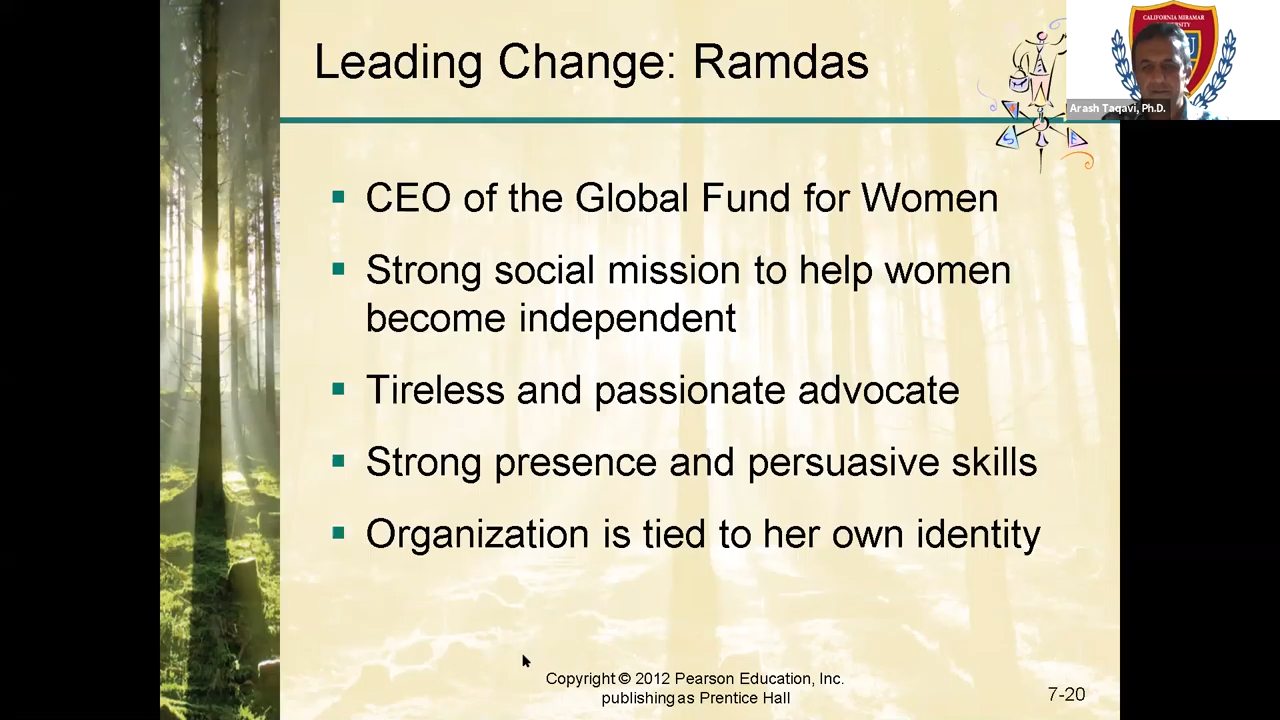 Leading Change: Ramdas
CALIFORNIA MIRAMAR
Arash Taqavi, Ph.D.
CEO of the Global Fund for Women
Strong social mission to help women
become independent
Tireless and passionate advocate
Strong presence and persuasive skills
Organization is tied to her own identity
Copyright © 2012 Pearson Education, Inc.
publishing as Prentice Hall
7-20